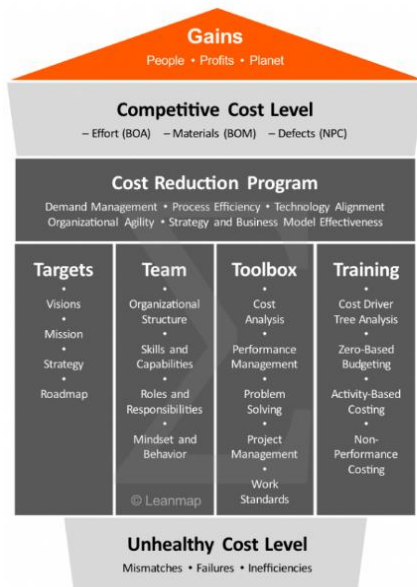 Gains
People • Profits • Planet
Competitive Cost Level
– Effort (BOA) – Materials (BOM) – Defects (NPC)
Cost Reduction Program
Demand Management • Process Efficiency • Technology Alignment
Organizational Agility • Strategy and Business Model Effectiveness
Targets
•
Visions
•
Mission
•
Strategy
•
Roadmap
Team
•
Organizational
Structure
•
Skills and
Capabilities
•
Roles and
Responsibilities
•
Mindset and
Behavior
© Leanmap
Toolbox
•
Cost
Analysis
•
Performance
Management
•
Problem
Solving
•
Project
Management
•
Work
Standards
Training
•
Cost Driver
Tree Analysis
•
Zero-Based
Budgeting
•
Activity-Based
Costing
•
Non-
Performance
Costing
Unhealthy Cost Level
Mismatches • Failures • Inefficiencies